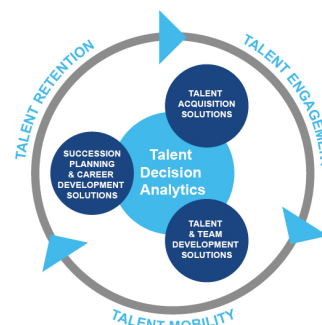 TALENT RETENTION
TALENT ENGAGEMENT
TALENT
ACQUISITION
SOLUTIONS
SUCCESSION
PLANNING
& CAREER
DEVELOPMENT
SOLUTIONS
Talent
Decision
Analytics
TALENT
& TEAM
DEVELOPMENT
SOLUTIONS
TALENT MOBILITY